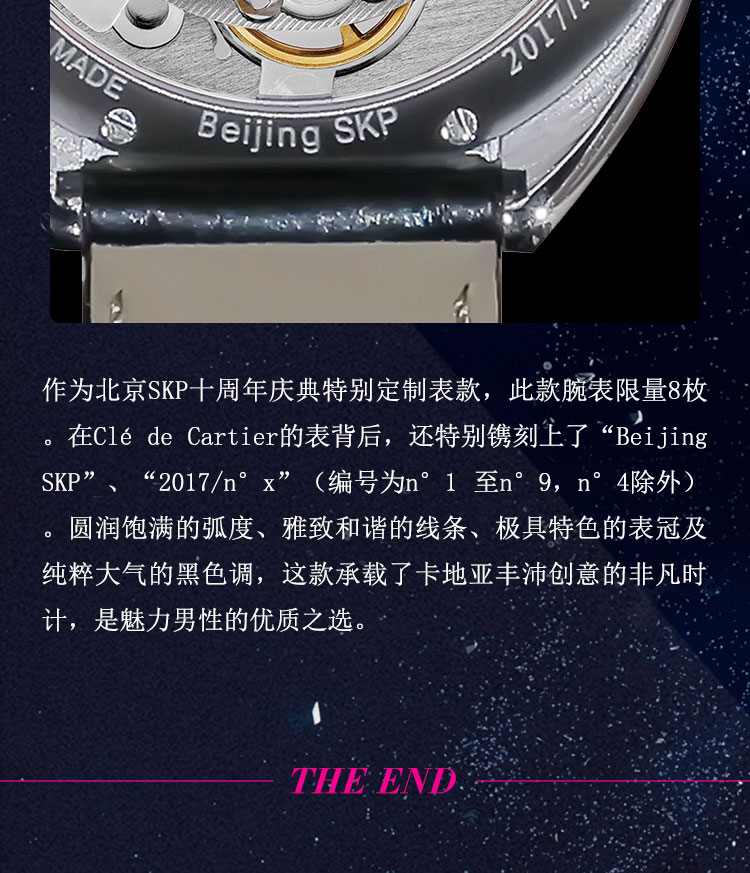 MADE
Beijing SKP
2017/
作为北京SKP十周年庆典特别定制表款，此款腕表限量8枚
。在Clé de Cartier的表背后，还特别镌刻上了“Beijing
SKP”、“2017/n°x”（编号为n°1 至n°9，n°4除外）
。圆润饱满的弧度、雅致和谐的线条、极具特色的表冠及
纯粹大气的黑色调，这款承载了卡地亚丰沛创意的非凡时
计，是魅力男性的优质之选。
THE END